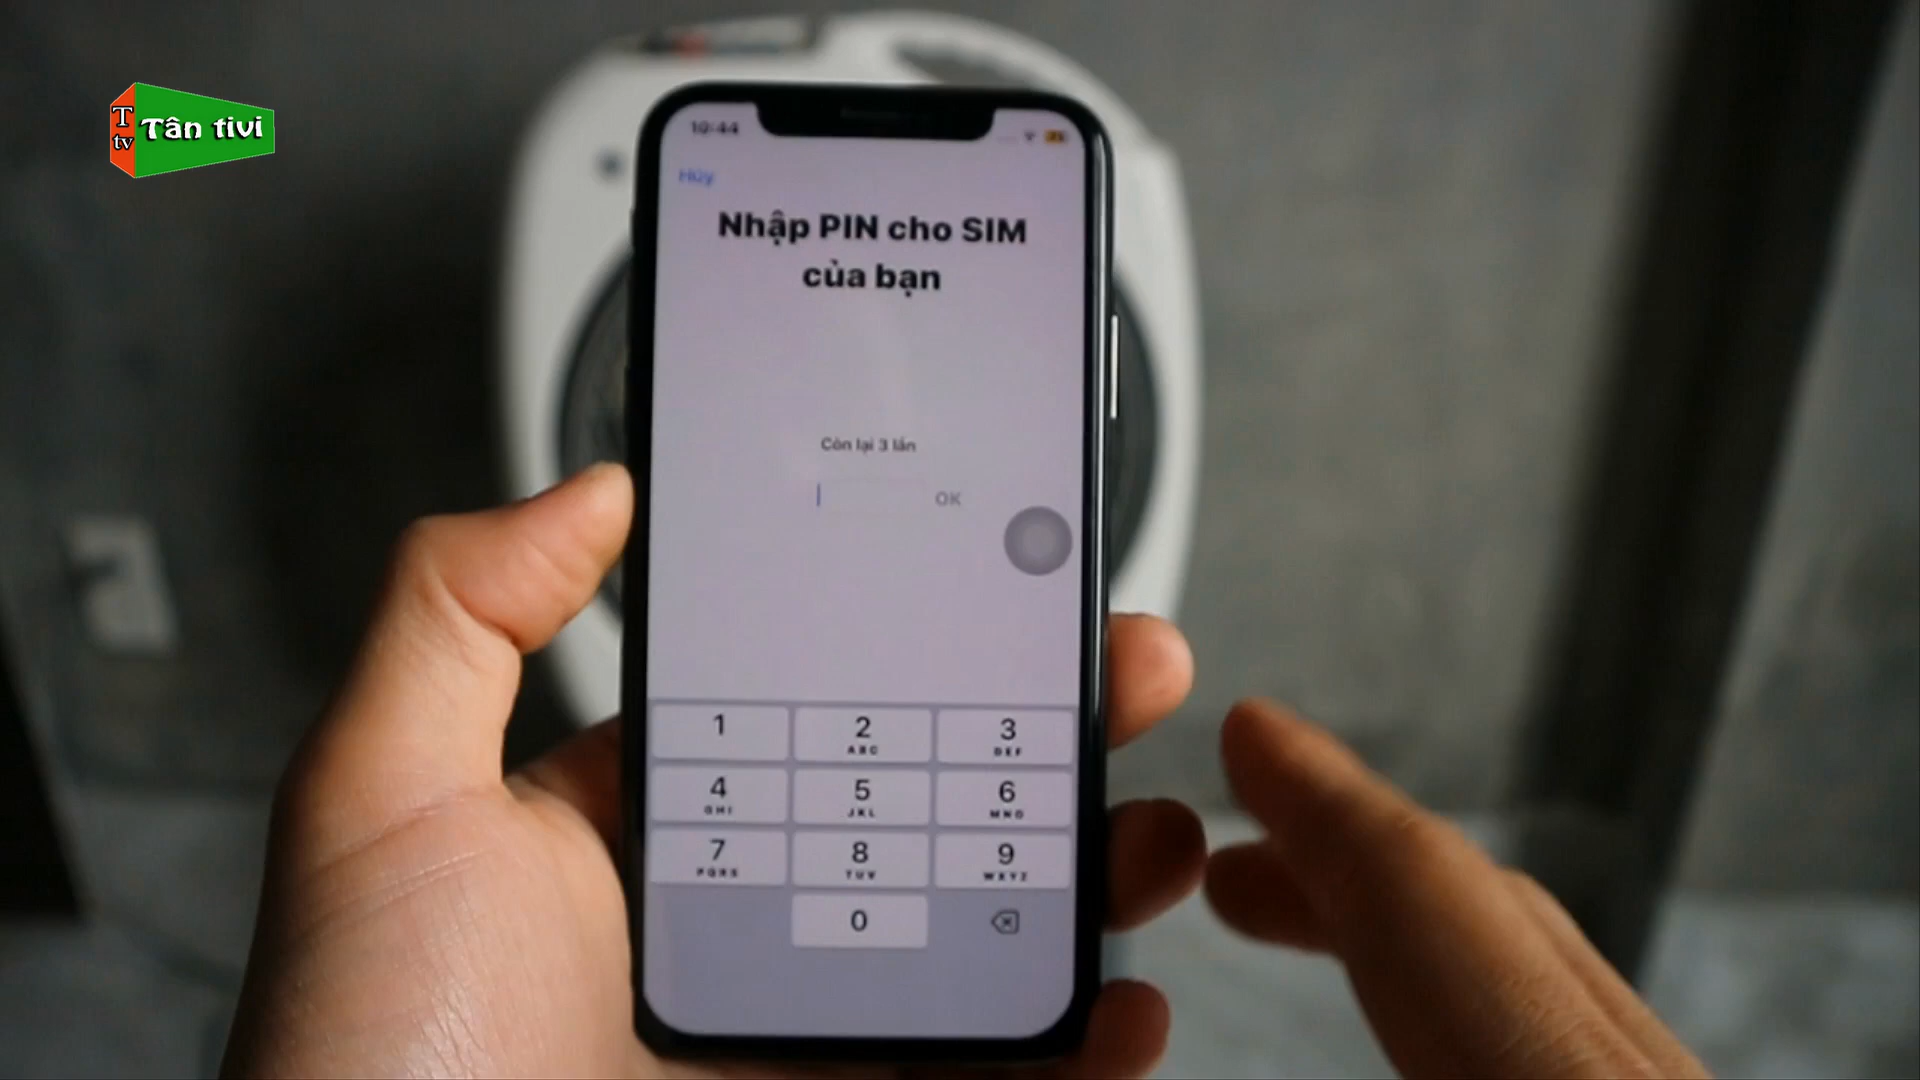 T
tv
Tân tivi
10:44
Hủy
Nhập PIN cho SIM
của bạn
Còn lại 3 lần
OK
1
2
ABC
3
DEF
4
GHI
5
JKL
6
MNO
7
PQRS
8
TUV
9
WXYZ
0